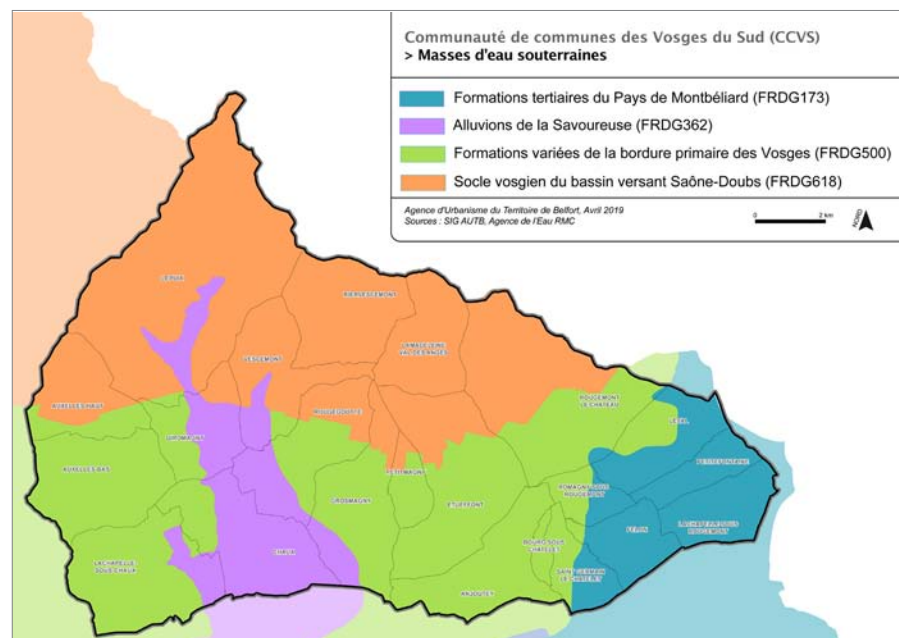 Communauté de communes des Vosges du Sud (CCVS)
> Masses d'eau souterraines
Formations tertiaires du Pays de Montbéliard (FRDG173)
Alluvions de la Savoureuse (FRDG362)
Formations variées de la bordure primaire des Vosges (FRDG500)
Socle vosgien du bassin versant Saône-Doubs (FRDG618)
Agence d'Urbanisme du Territoire de Belfort, Avril 2019
Sources : SIG AUTB, Agence de l'Eau RMC
0 2 km
NORD
LEPUIX
RIERVESCEMONT
LAMADELEINE
VAL DES ANGES
VESCEMONT
AUXELLES-HAUT
ROUGEGOUTTE
ROUGEMONT
LE CHATEAU
LEVAL
GIROMAGNY
PETITEFONTAINE
AUXELLES-BAS
PETITMAGNY
ROMAGNY SOUS
ROUGEMONT
GROSMAGNY
ETUEFFONT
LACHAPELLE SOUS
ROUGEMONT
FELON
BOURG SOUS
CHATELET
CHAUX
LACHAPELLE
SOUS CHAUX
SAINT GERMAIN
LE CHATELET
ANJOUTEY